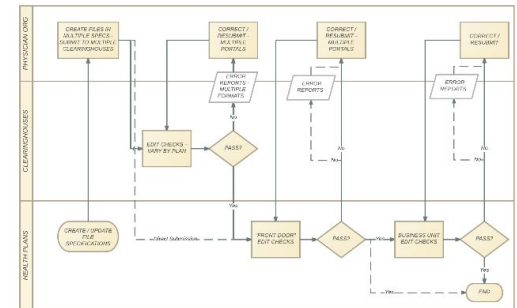 PHYSICIAN ORG
CREATE FILES IN
MULTIPLE SPECS -
SUBMIT TO MULTIPLE
CLEARINGHOUSES
CORRECT /
RESUBMIT -
MULTIPLE
PORTALS
CORRECT /
RESUBMIT -
MULTIPLE
PORTALS
CORRECT /
RESUBMIT
ERROR
REPORTS -
MULTIPLE
FORMATS
ERROR
REPORTS
ERROR
REPORTS
CLEARINGHOUSES
No
EDIT CHECKS -
VARY BY PLAN
PASS?
No
No
No
No
Yes
HEALTH PLANS
CREATE / UPDATE
FILE
SPECIFICATIONS
Direct Submission
"FRONT DOOR"
EDIT CHECKS
PASS?
Yes
BUSINESS UNIT
EDIT CHECKS
PASS?
Yes
Yes